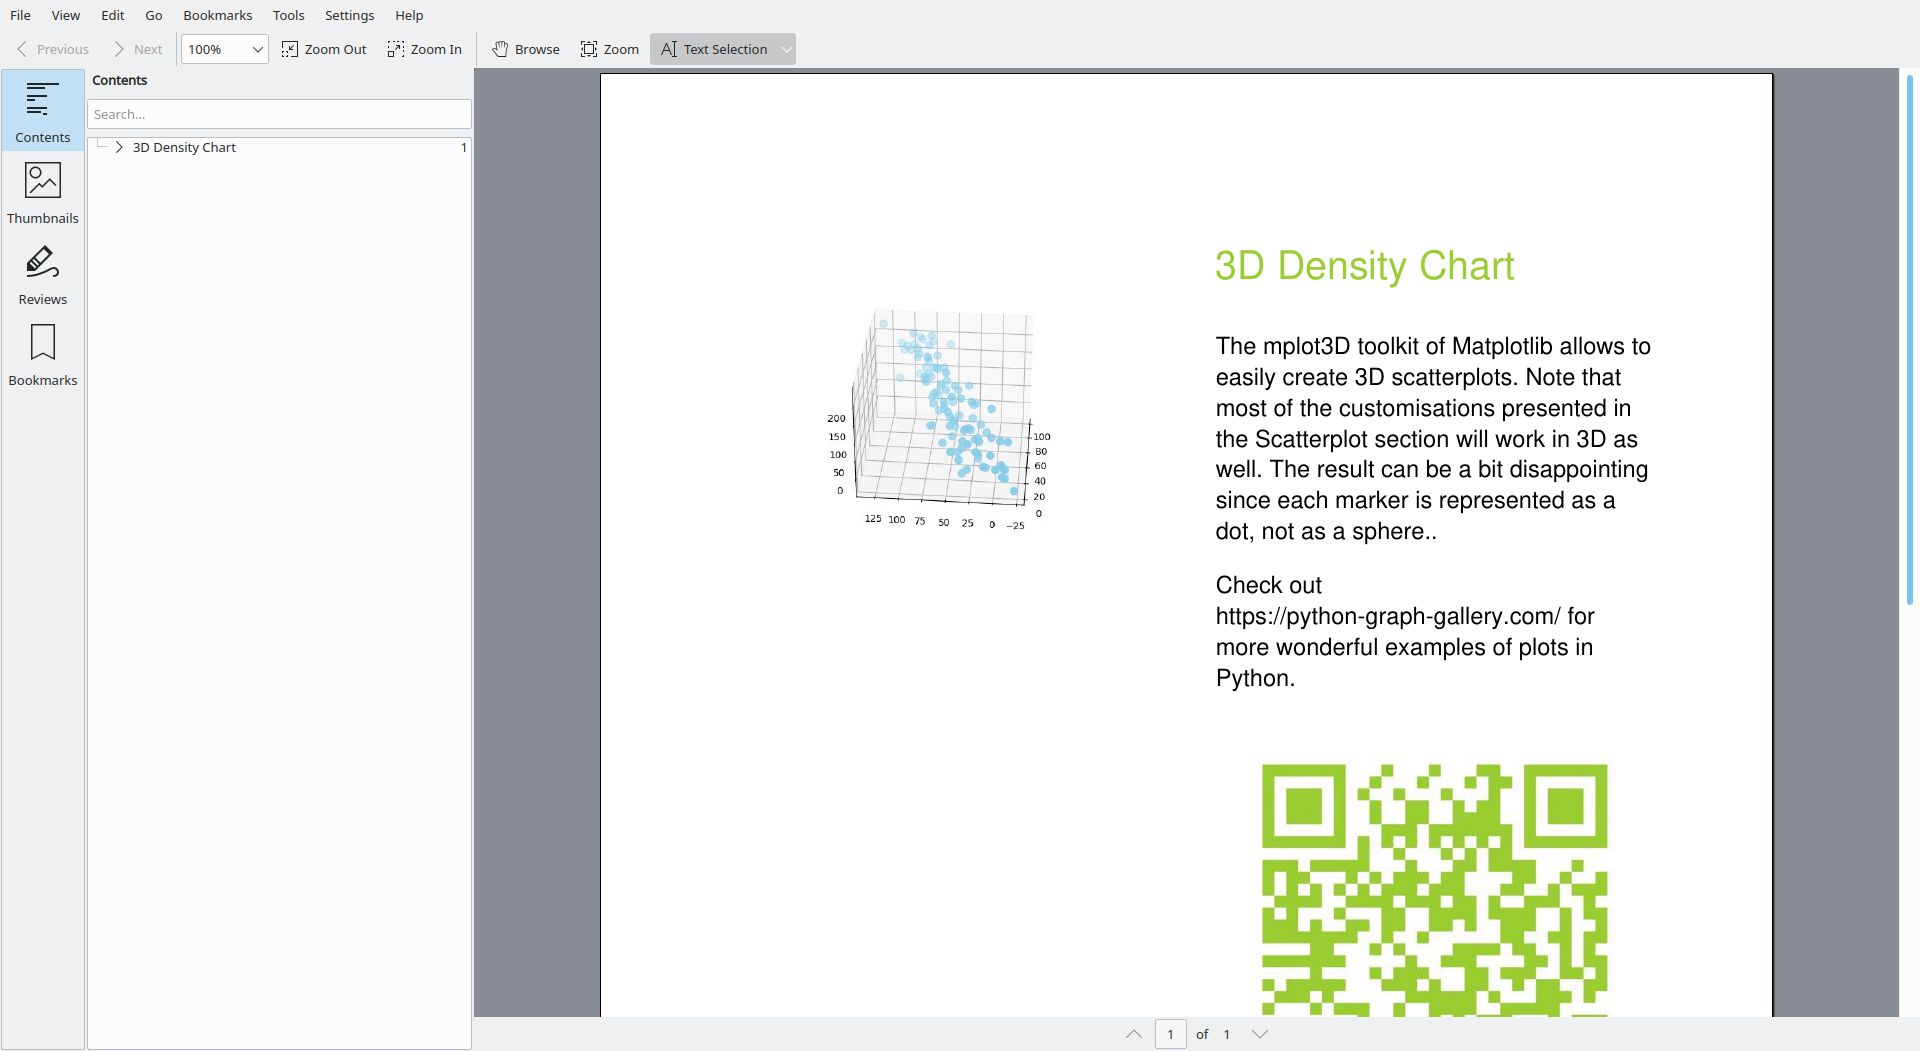 File View Edit Go Bookmarks Tools Settings Help
Previous Next 100% Zoom Out Zoom In Browse Zoom Text Selection
Contents
Thumbnails
Reviews
Bookmarks
Contents
Search...
3D Density Chart 1
200
150
100
50
0
125 100 75 50 25 0 −25
100
80
60
40
20
0
3D Density Chart
The mplot3D toolkit of Matplotlib allows to
easily create 3D scatterplots. Note that
most of the customisations presented in
the Scatterplot section will work in 3D as
well. The result can be a bit disappointing
since each marker is represented as a
dot, not as a sphere..
Check out
https://python-graph-gallery.com/ for
more wonderful examples of plots in
Python.
1 of 1